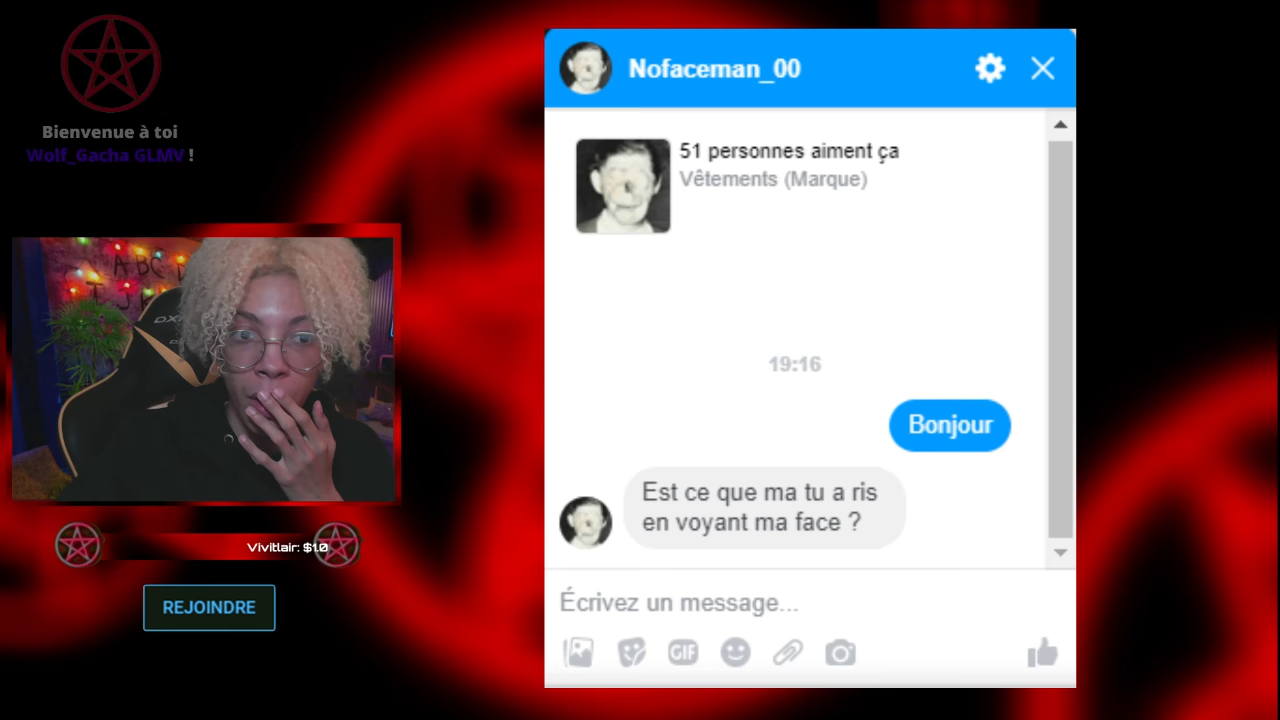 Bienvenue à toi
Wolf_Gacha GLMV !
Vivitlair: $1.0
REJOINDRE
Nofaceman_00
51 personnes aiment ça
Vêtements (Marque)
19:16
Bonjour
Est ce que ma tu a ris
en voyant ma face ?
Écrivez un message...
GIF